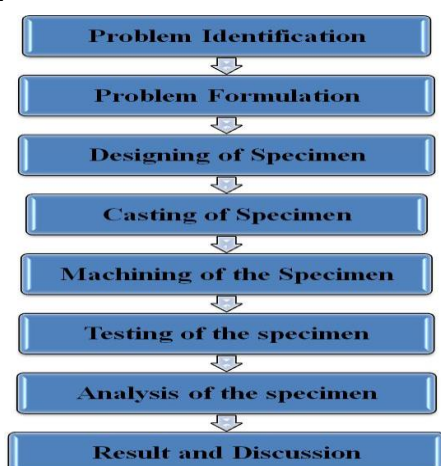 Problem Identification
Problem Formulation
Designing of Specimen
Casting of Specimen
Machining of the Specimen
Testing of the specimen
Analysis of the specimen
Result and Discussion